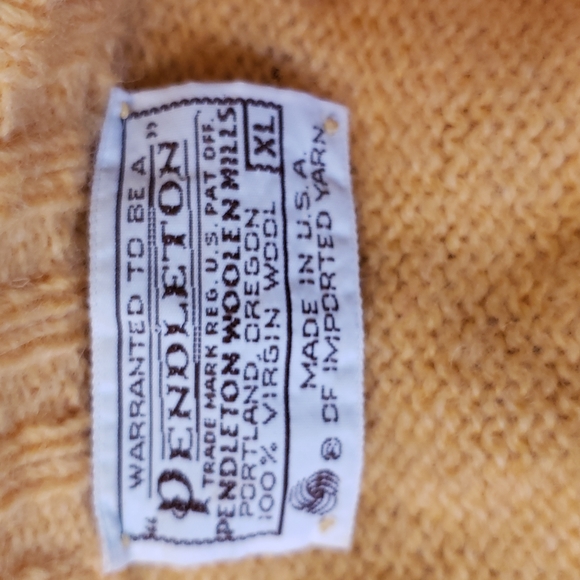 WARRANTED TO BE A
"PENDLETON"
TRADE MARK REG. U.S. PAT. OFF.
PENDLETON WOOLEN MILLS
PORTLAND, OREGON
100% VIRGIN WOOL
XL
MADE IN U.S.A.
® OF IMPORTED YARN